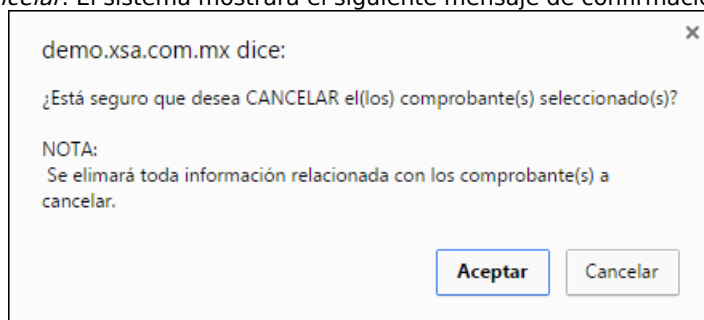 celar. El sistema mostrará el siguiente mensaje de confirmació
demo.xsa.com.mx dice:
¿Está seguro que desea CANCELAR el(los) comprobante(s) seleccionado(s)?
NOTA:
Se elimará toda información relacionada con los comprobante(s) a
cancelar.
Aceptar
Cancelar